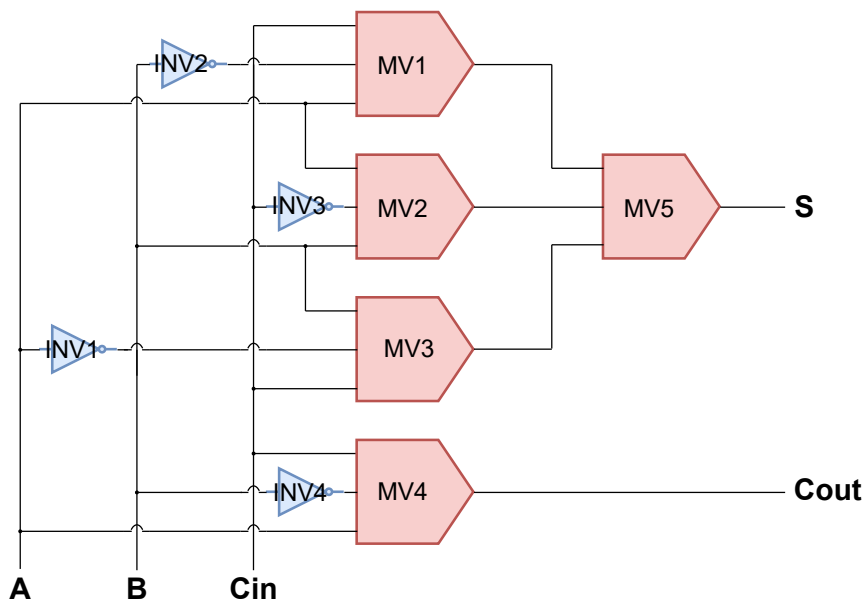 INV2
MV1
INV3
MV2
MV5
S
INV1
MV3
INV4
MV4
Cout
A
B
Cin